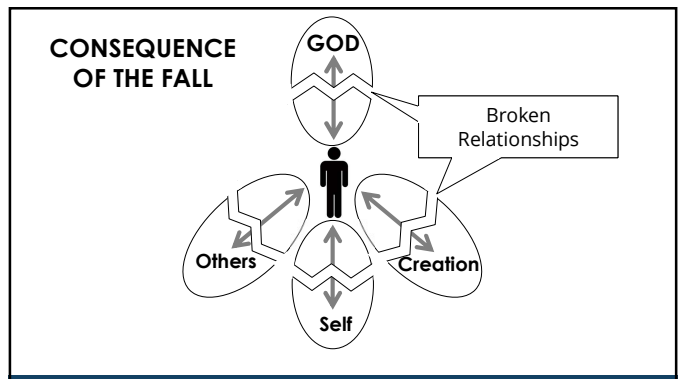 CONSEQUENCE
OF THE FALL
GOD
Broken
Relationships
Others
Creation
Self